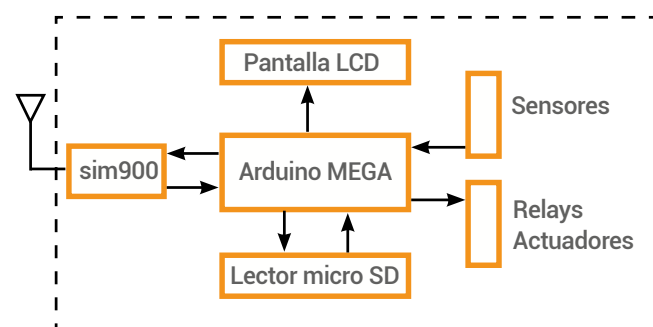 Pantalla LCD
Sensores
sim900
Arduino MEGA
Relays
Actuadores
Lector micro SD